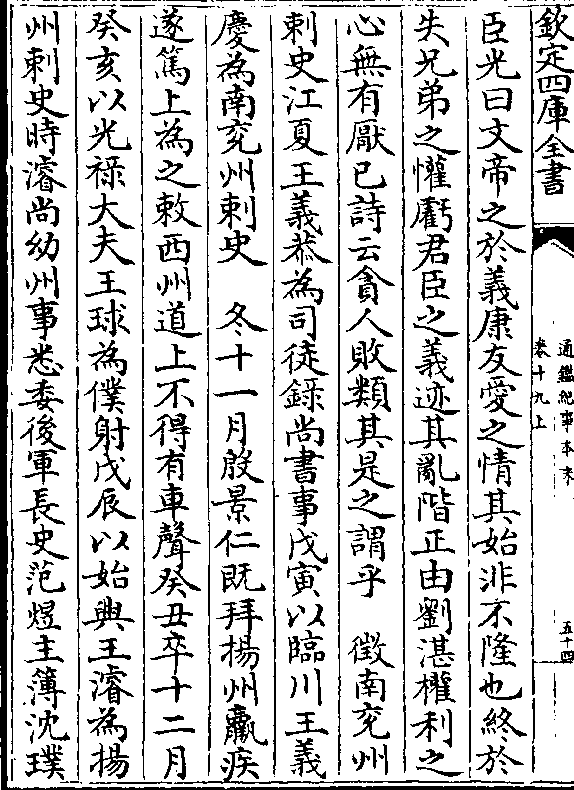 欽定四庫全書
通鑑紀事本末
卷十九上
五十四
臣光曰文帝之於義康友愛之情其始非不隆也終於
失兄弟之懽虧君臣之義迹其亂階正由劉湛權利之
心無有厭已詩云貪人敗類其是之謂乎　徵南兖州
刺史江夏王義恭為司徒錄尚書事戊寅以臨川王義
慶為南兖州刺史　冬十一月殷景仁既拜揚州羸疾
遂篤上為之敕西州道上不得有車聲癸丑卒十二月
癸亥以光祿大夫王球為僕射戊辰以始興王濬為揚
州刺史時濬尚幼州事悉委後軍長史范煜主簿沈璞